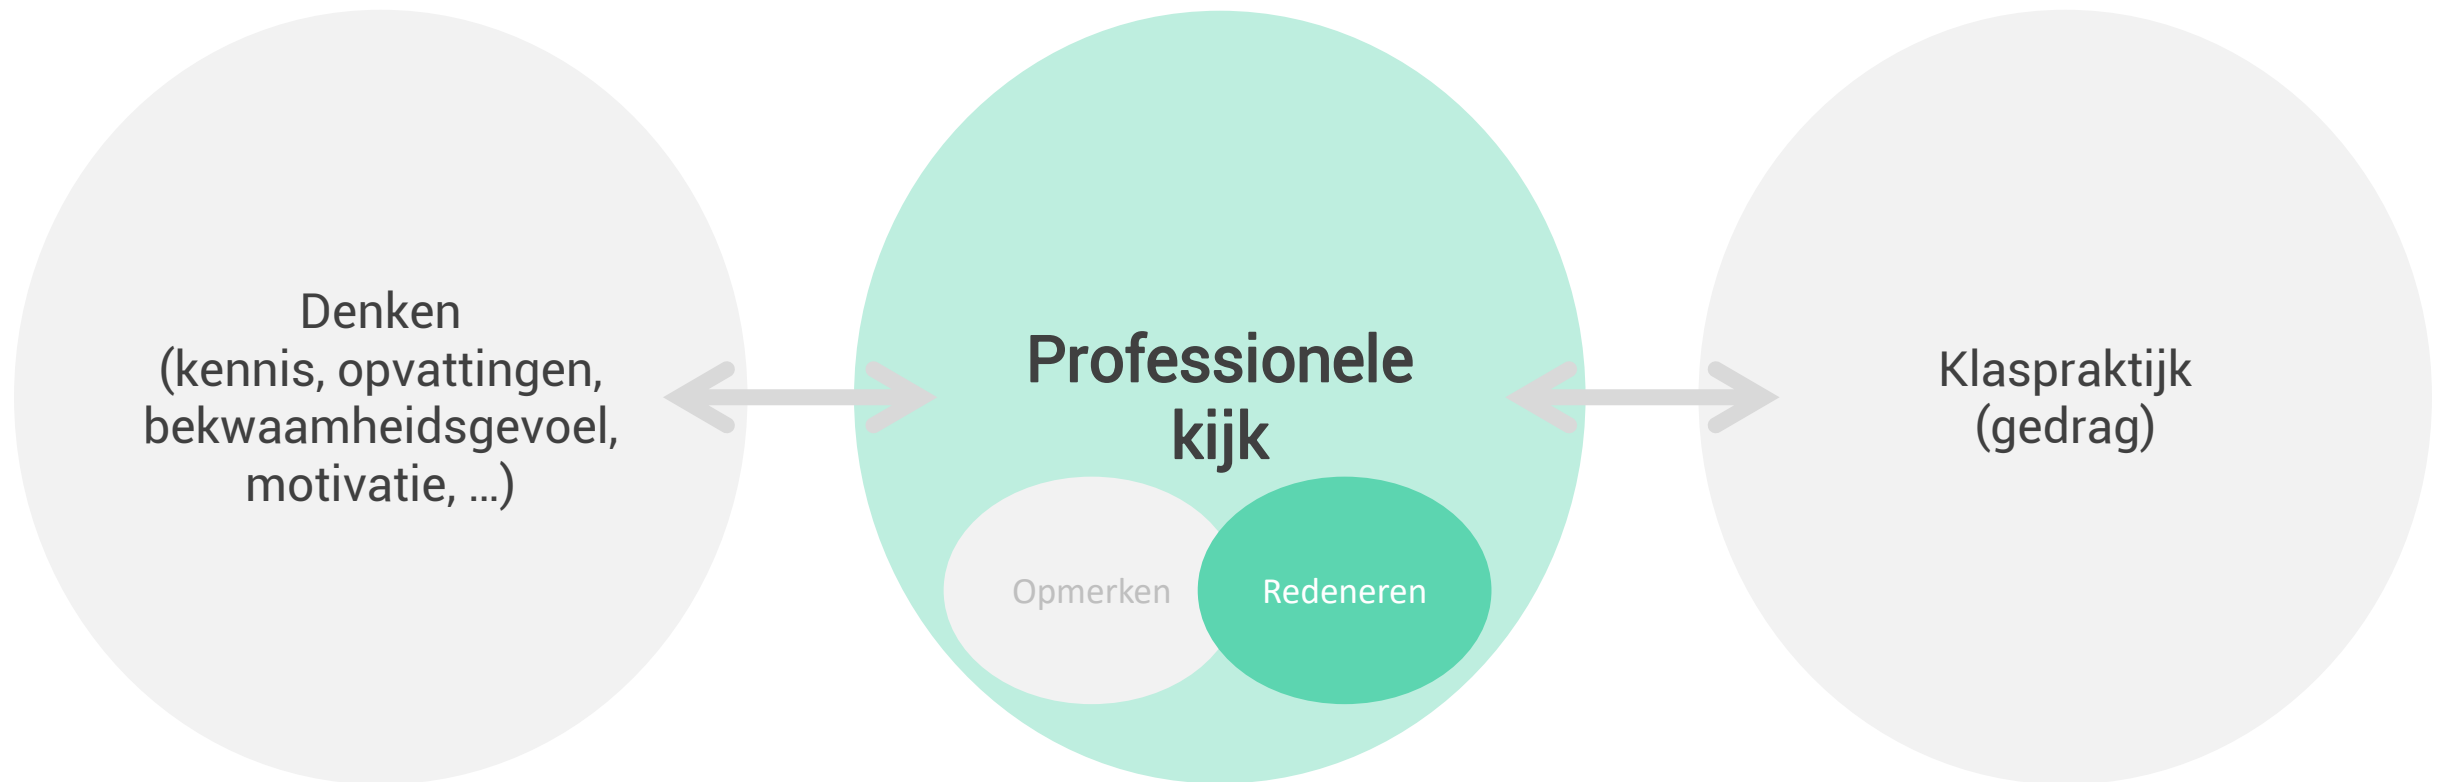 Denken
(kennis, opvattingen,
bekwaamheidsgevoel,
motivatie, ...)
Professionele
kijk
Opmerken
Redeneren
Klaspraktijk
(gedrag)